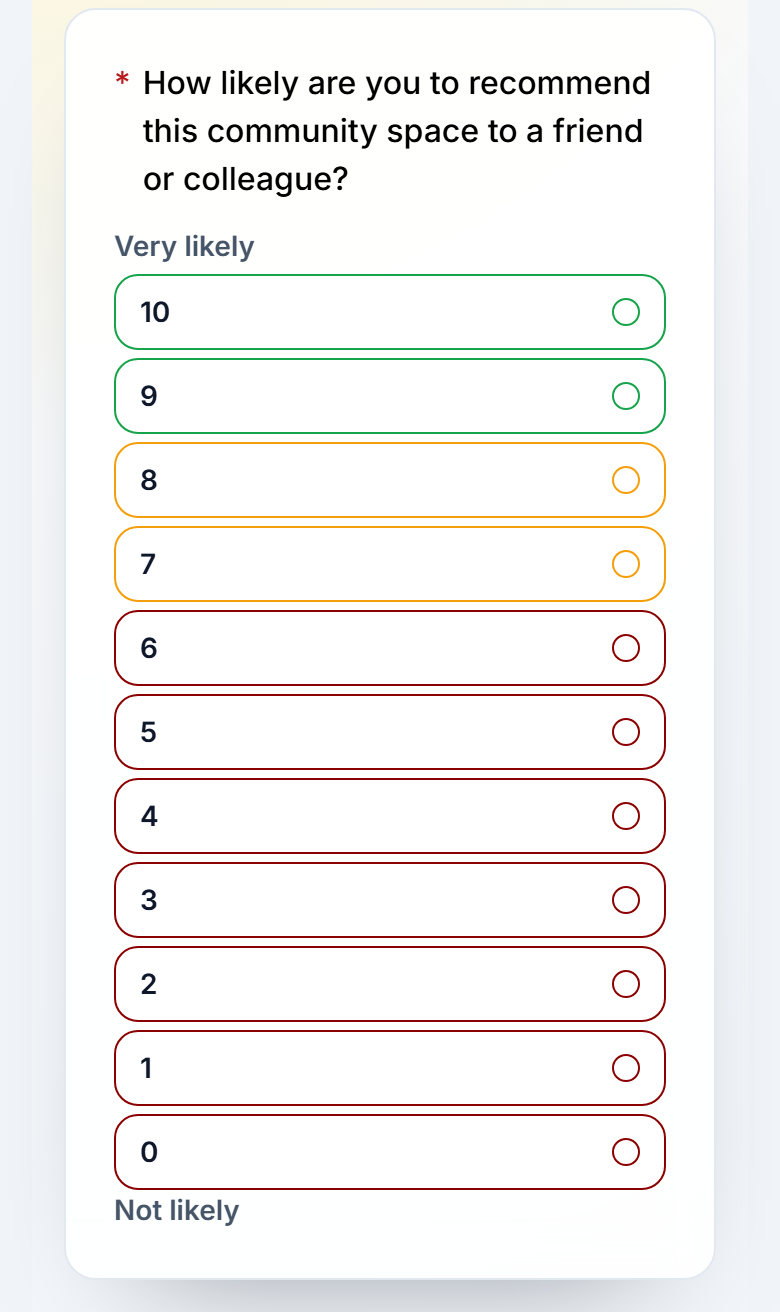 * How likely are you to recommend
this community space to a friend
or colleague?
Very likely
10
9
8
7
6
5
4
3
2
1
0
Not likely